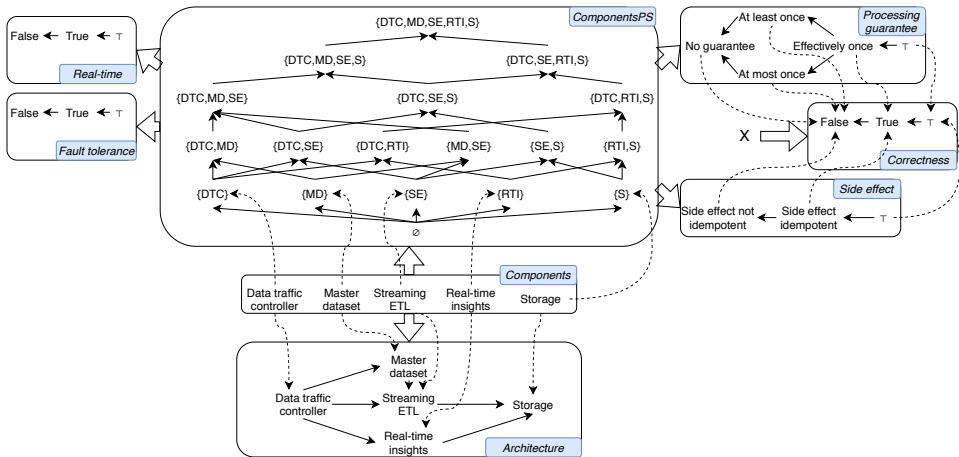 {DTC,MD,SE,RTI,S}
ComponentsPS
{DTC,MD,SE,S}
{DTC,SE,RTI,S}
{DTC,MD,SE}
{DTC,SE,S}
{DTC,RTI,S}
{DTC,MD}
{DTC,SE}
{DTC,RTI}
{MD,SE}
{SE,S}
{RTI,S}
{DTC}
{MD}
{SE}
{RTI}
{S}
∅
False
True
⊤
Real-time
False
True
⊤
Fault tolerance
At least once
Processing
guarantee
No guarantee
Effectively once
⊤
At most once
X
False
True
⊤
Correctness
Side effect
Side effect not
idempotent
Side effect
idempotent
⊤
Components
Data traffic
controller
Master
dataset
Streaming
ETL
Real-time
insights
Storage
Master
dataset
Data traffic
controller
Streaming
ETL
Storage
Real-time
insights
Architecture